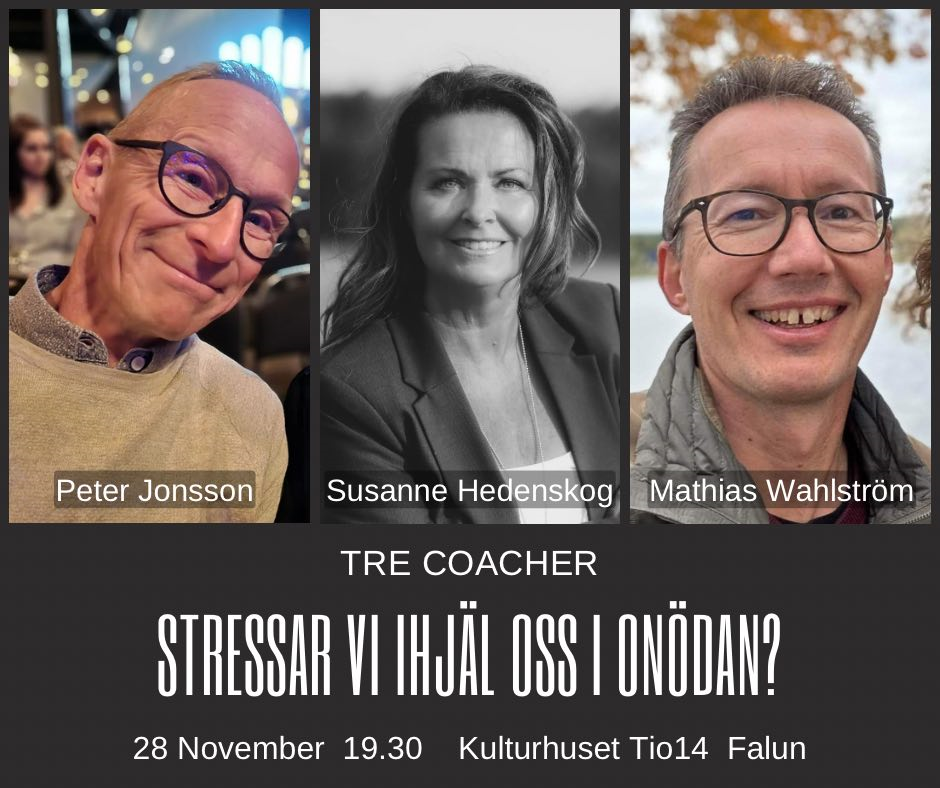 Peter Jonsson
Susanne Hedenskog
Mathias Wahlström
TRE COACHER
STRESSAR VI IHJÄL OSS I ONÖDAN?
28 November 19.30 Kulturhuset Tio14 Falun